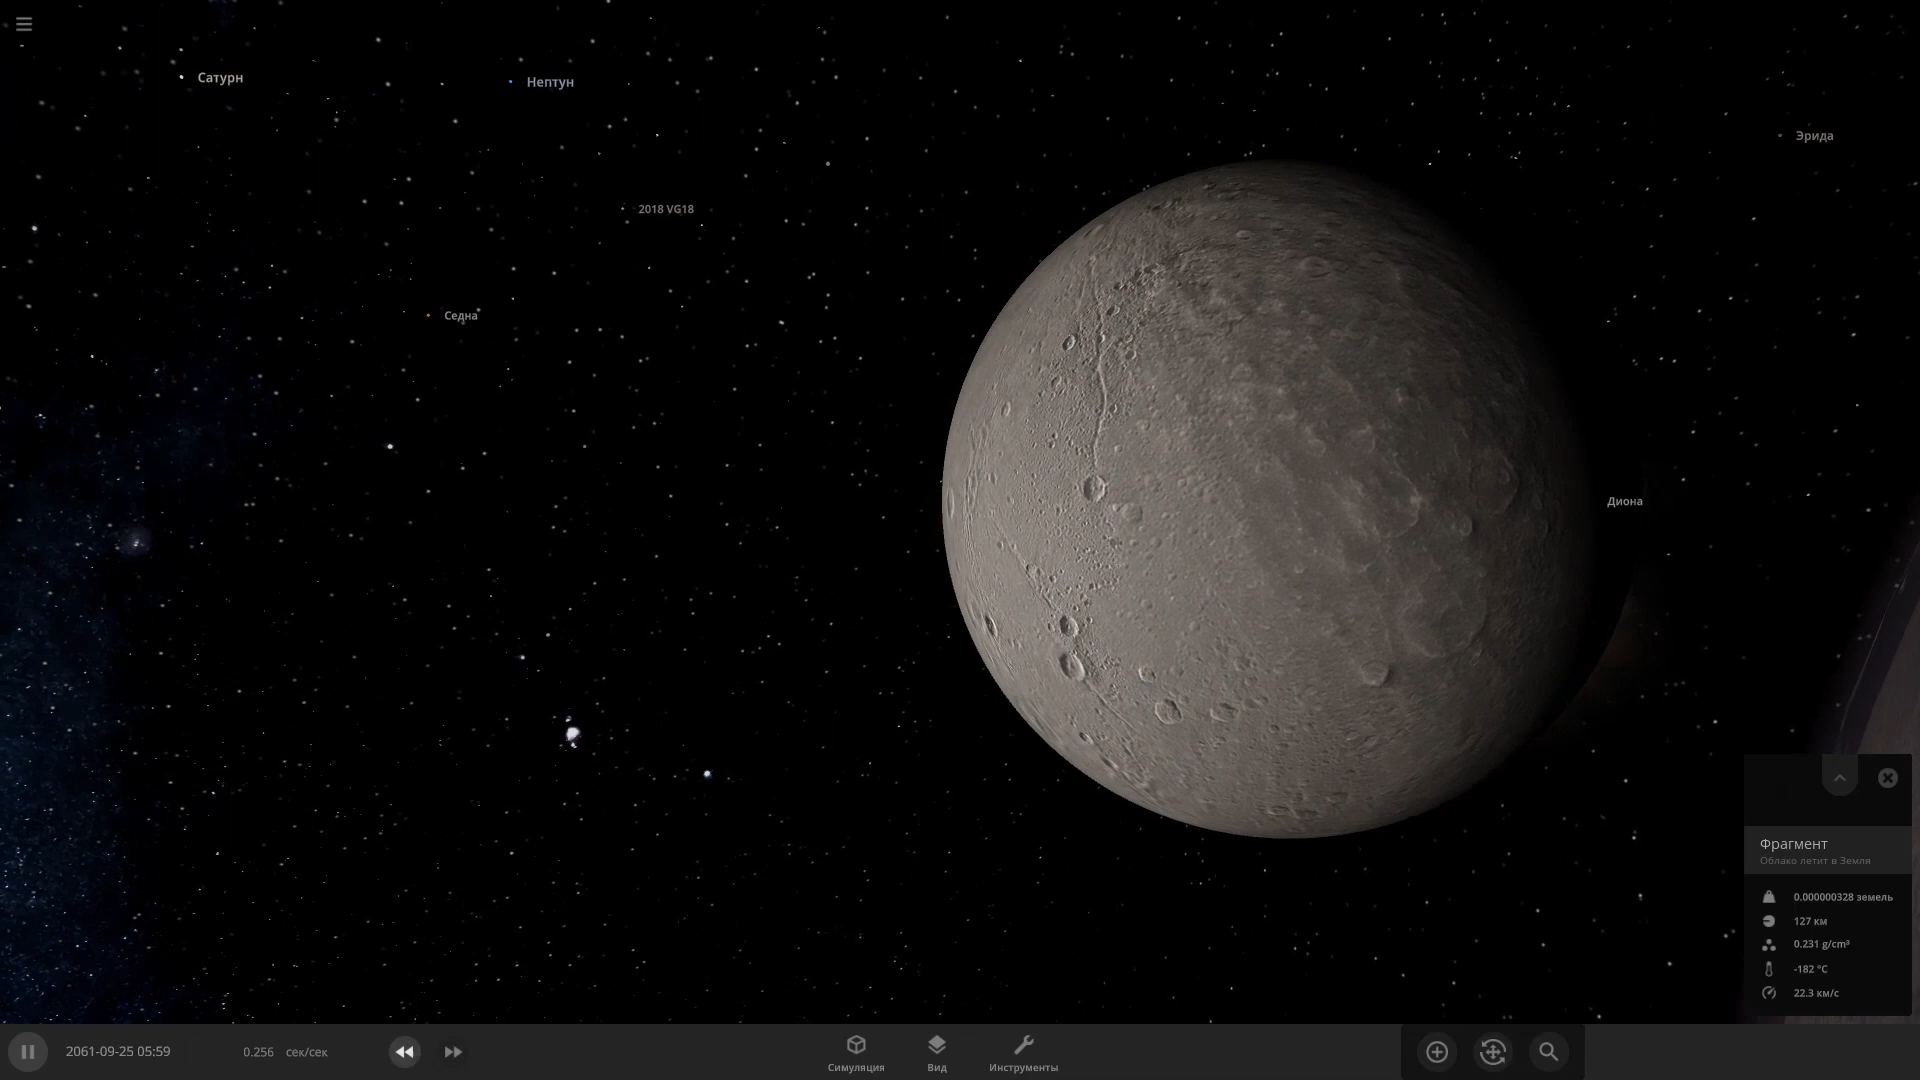 Сатурн
Нептун
Эрида
2018 VG18
Седна
Диона
Фрагмент
Облако летит в Земля
0.000000328 земель
127 км
0.231 g/cm³
-182 °C
22.3 км/с
2061-09-25 05:59
0.256 сек/сек
Симуляция
Вид
Инструменты